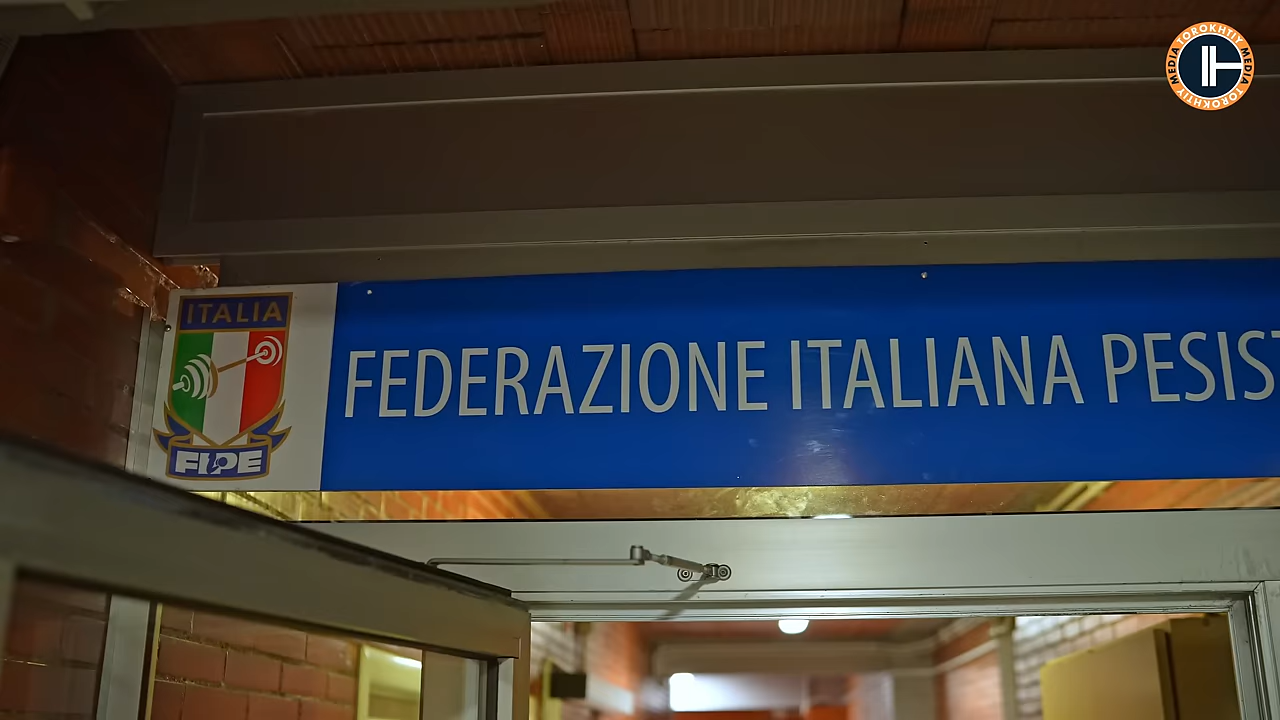 TOROKHTIY MEDIA
TOROKHTIY MEDIA
ITALIA
FEDERAZIONE ITALIANA PESIST
FIPE